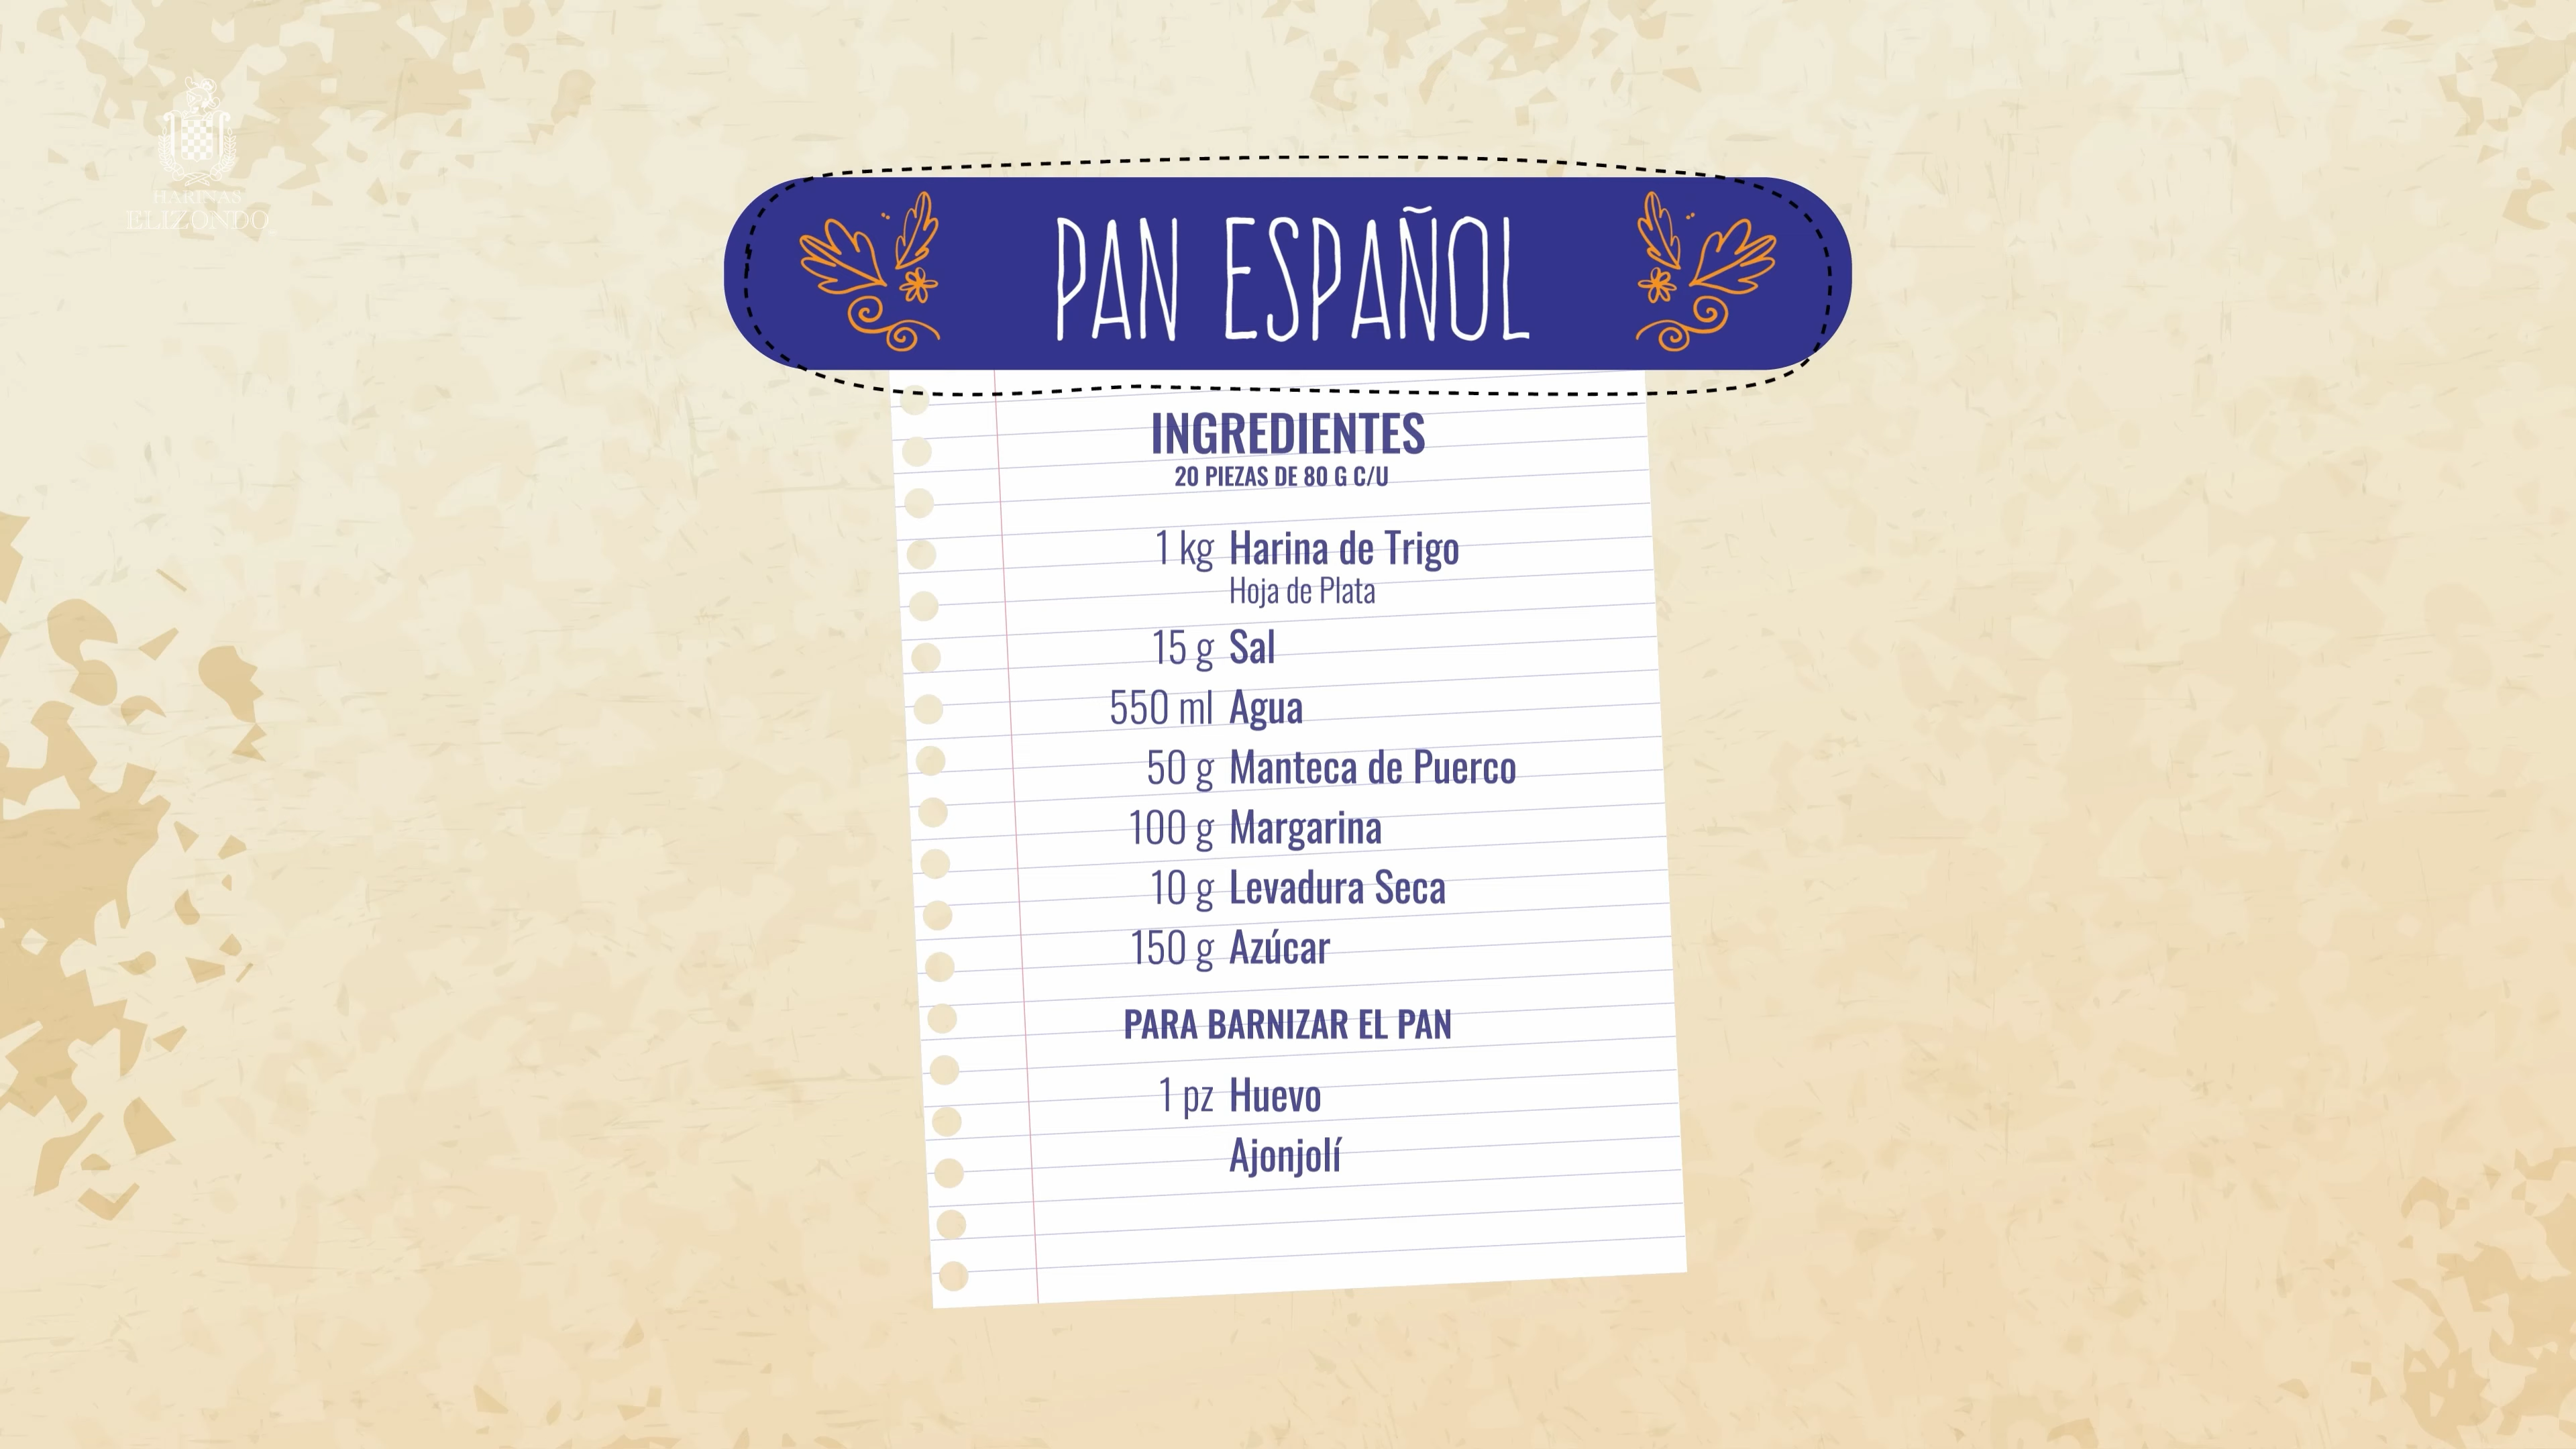 HARINAS
ELIZONDO
PAN ESPAÑOL
INGREDIENTES
20 PIEZAS DE 80 G C/U
1 kg Harina de Trigo
Hoja de Plata
15 g Sal
550 ml Agua
50 g Manteca de Puerco
100 g Margarina
10 g Levadura Seca
150 g Azúcar
PARA BARNIZAR EL PAN
1 pz Huevo
Ajonjolí